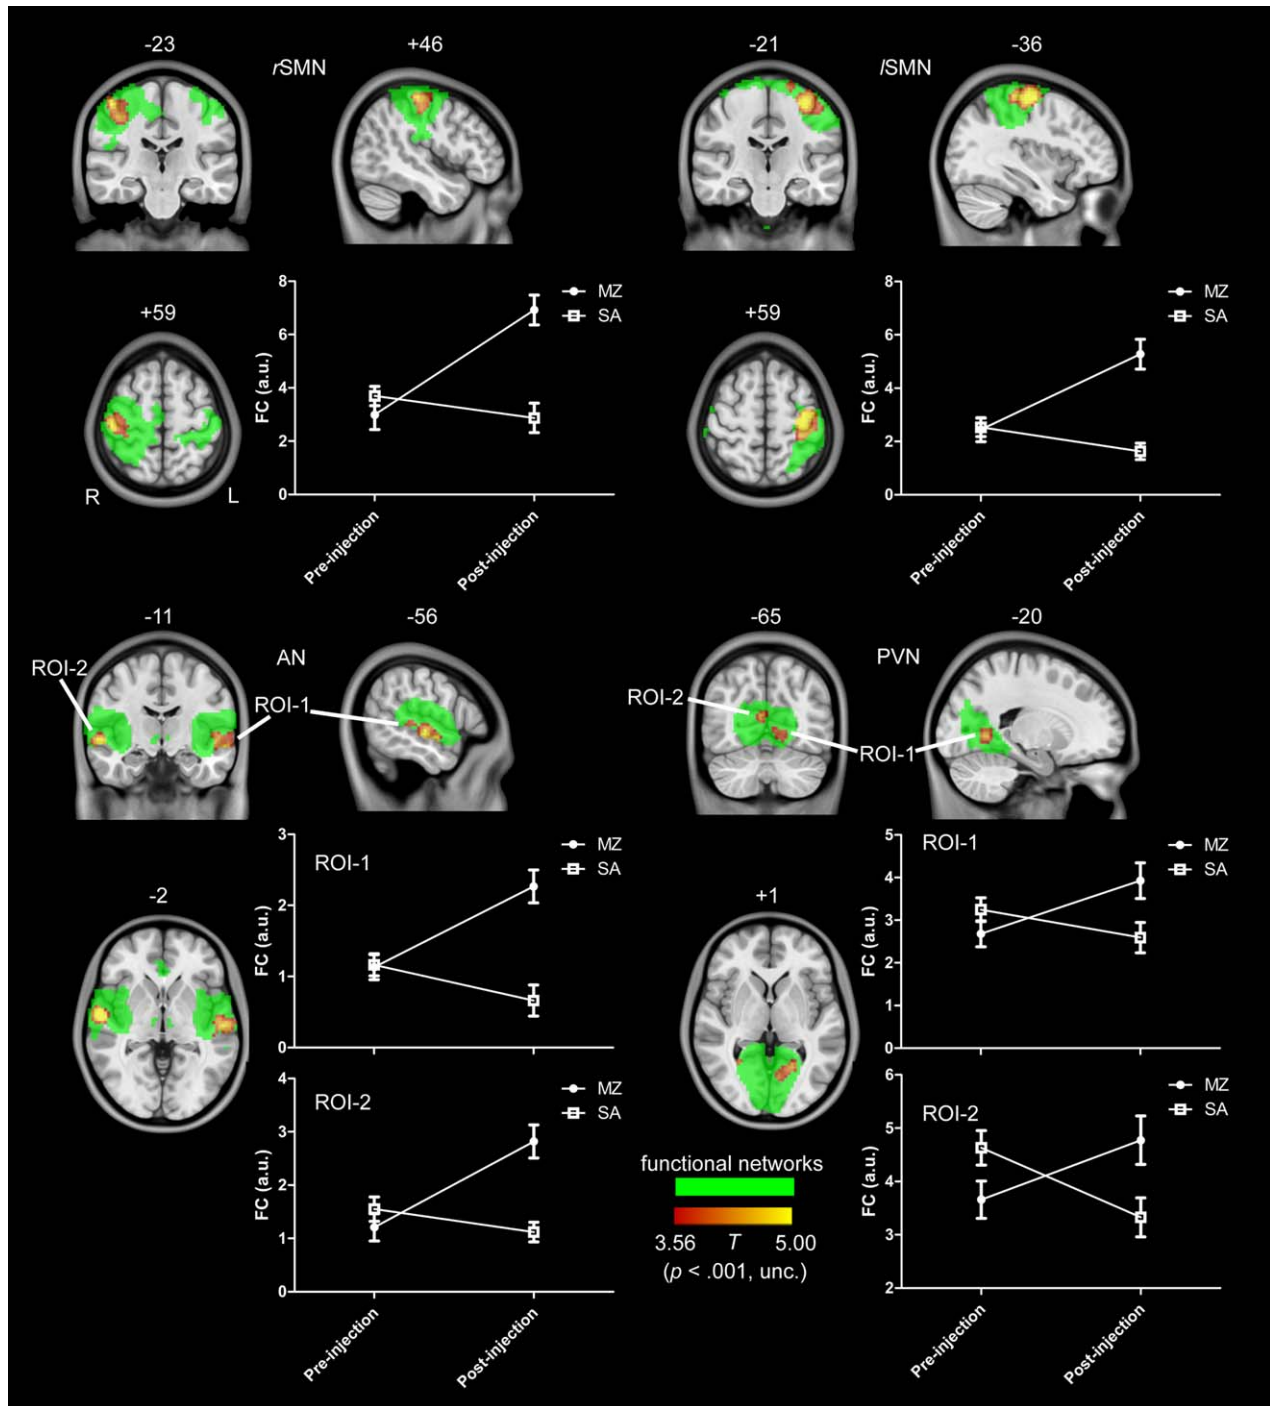 -23
+46
rSMN
+59
R L
8
6
4
2
0
FC (a.u.)
MZ
SA
Pre-injection
Post-injection
-21
-36
lSMN
+59
8
6
4
2
0
FC (a.u.)
MZ
SA
Pre-injection
Post-injection
-11
-56
AN
ROI-2
ROI-1
-2
3
2
1
0
FC (a.u.)
ROI-1
MZ
SA
4
3
2
1
0
FC (a.u.)
ROI-2
MZ
SA
Pre-injection
Post-injection
-65
-20
PVN
ROI-2
ROI-1
+1
5
4
3
2
1
0
FC (a.u.)
ROI-1
MZ
SA
functional networks
3.56 T 5.00
(p < .001, unc.)
6
5
4
3
2
FC (a.u.)
ROI-2
MZ
SA
Pre-injection
Post-injection